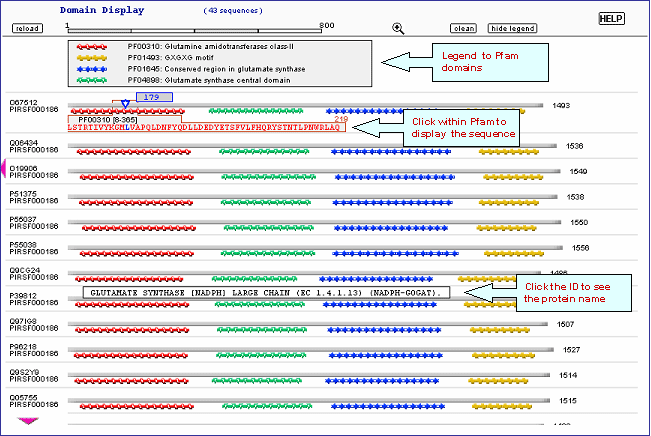 Domain Display ( 43 sequences)
reload 1 800 clean hide legend HELP
PF00310: Glutamine amidotransferases class-II
PF01493: GXGXG motif
PF01645: Conserved region in glutamate synthase
PF04898: Glutamate synthase central domain
Legend to Pfam
domains
179
O67512 1493
PIRSF000186
PF00310 [8-365] 219
LSTRTIVYKGMLVAPQLDNFYQDLLDEDYETSFVLFHQRYSTNTLPNWRLAQ
Click within Pfam to
display the sequence
Q08434 1536
PIRSF000186
O19906 1549
PIRSF000186
P51375 1538
PIRSF000186
P55037 1550
PIRSF000186
P55038 1556
PIRSF000186
Q9CG24
PIRSF000186
P39812 GLUTAMATE SYNTHASE [NADPH] LARGE CHAIN (EC 1.4.1.13) (NADPH-GOGAT).
PIRSF000186
Click the ID to see
the protein name
Q97IG8 1507
PIRSF000186
P96218 1527
PIRSF000186
Q9S2Y9 1514
PIRSF000186
Q05755 1515
PIRSF000186